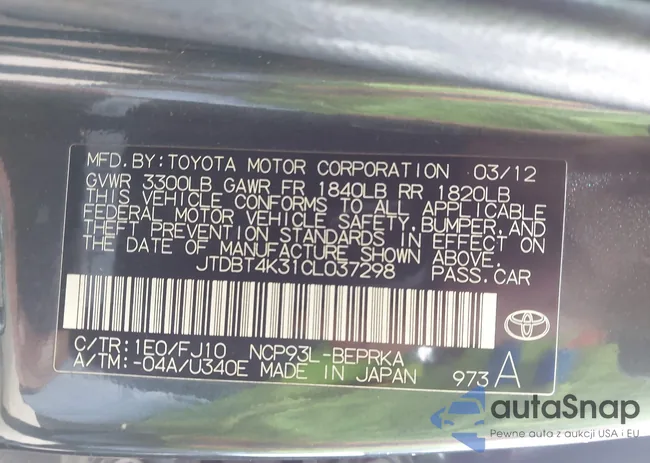 MFD.BY:TOYOTA MOTOR CORPORATION 03/12
GVWR 3300LB GAWR FR 1840LB RR 1820LB
THIS VEHICLE CONFORMS TO ALL APPLICABLE
FEDERAL MOTOR VEHICLE SAFETY,BUMPER,AND
THEFT PREVENTION STANDARDS IN EFFECT ON
THE DATE OF MANUFACTURE SHOWN ABOVE.
JTDBT4K31CL037298 PASS.CAR
C/TR:1E0/FJ10 NCP93L-BEPRKA
A/TM:-04A/U340E MADE IN JAPAN 973 A
autaSnap
Pewne auta z aukcji USA i EU